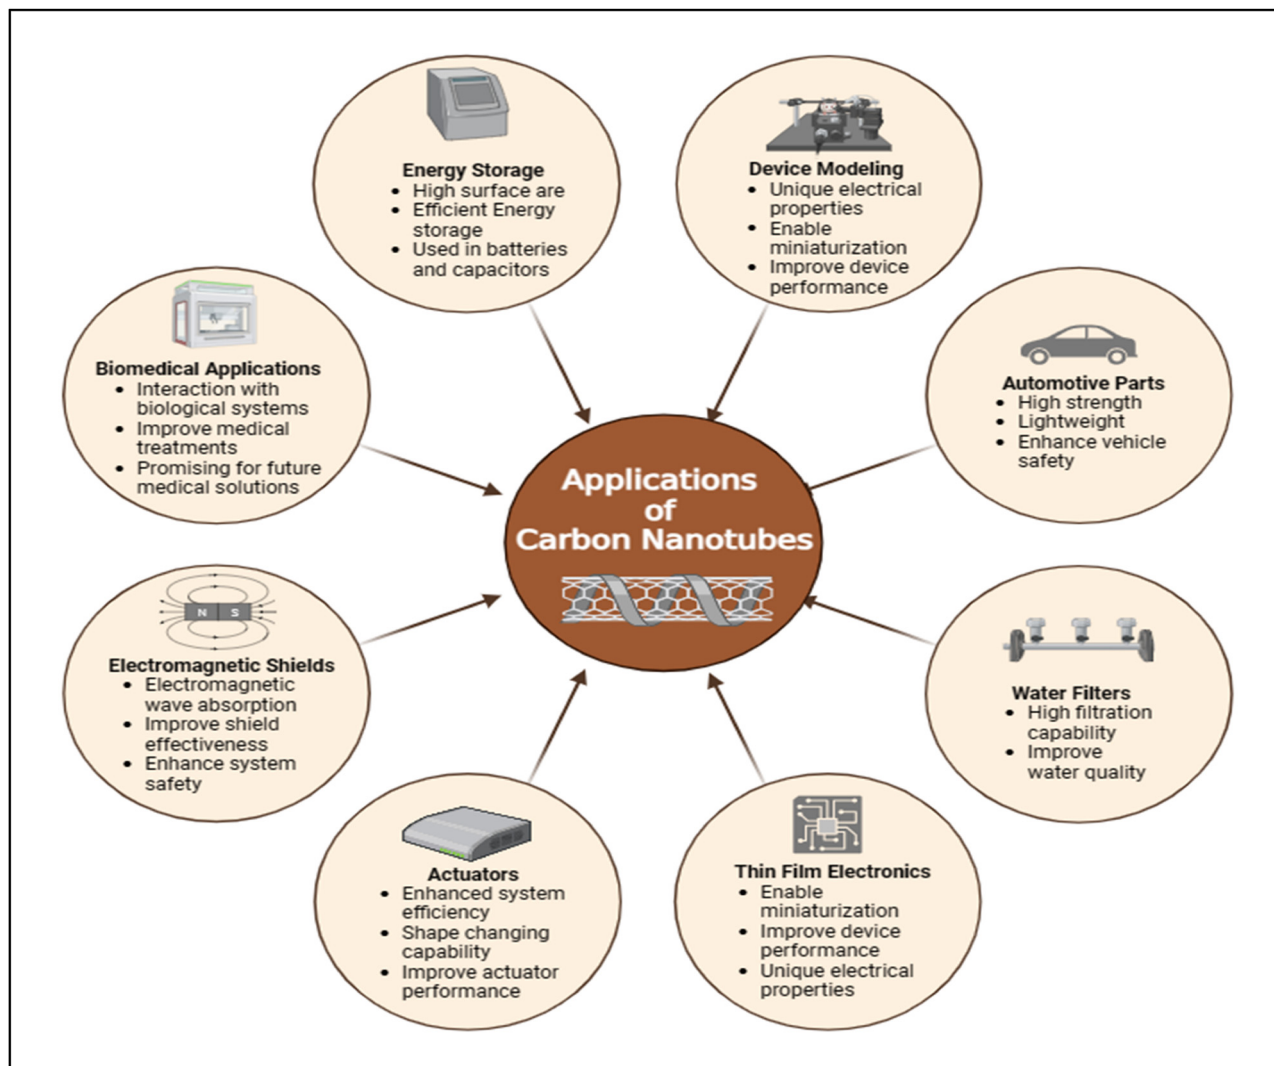 Energy Storage
• High surface are
• Efficient Energy
storage
• Used in batteries
and capacitors
Device Modeling
• Unique electrical
properties
• Enable
miniaturization
• Improve device
performance
Biomedical Applications
• Interaction with
biological systems
• Improve medical
treatments
• Promising for future
medical solutions
Automotive Parts
• High strength
• Lightweight
• Enhance vehicle
safety
Applications
of
Carbon Nanotubes
N S
Electromagnetic Shields
• Electromagnetic
wave absorption
• Improve shield
effectiveness
• Enhance system
safety
Water Filters
• High filtration
capability
• Improve
water quality
Actuators
• Enhanced system
efficiency
• Shape changing
capability
• Improve actuator
performance
Thin Film Electronics
• Enable
miniaturization
• Improve device
performance
• Unique electrical
properties